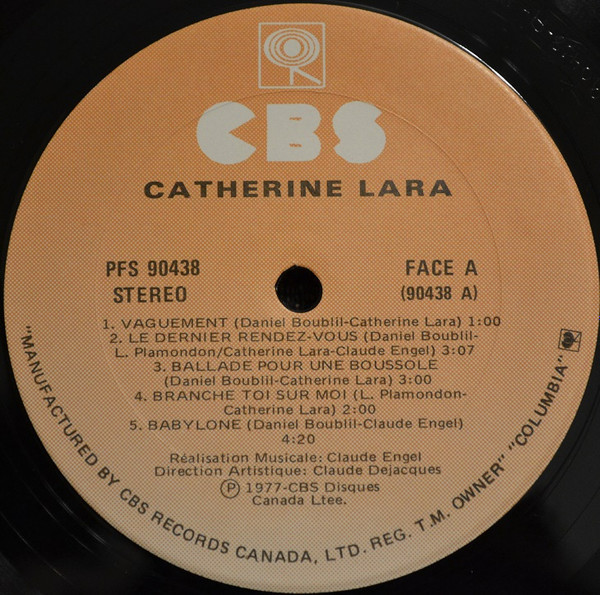 CBS
CATHERINE LARA
PFS 90438
STEREO
FACE A
(90438 A)
1. VAGUEMENT (Daniel Boublil-Catherine Lara) 1:00
2. LE DERNIER RENDEZ-VOUS (Daniel Boublil-
L. Plamondon/Catherine Lara-Claude Engel) 3:07
3. BALLADE POUR UNE BOUSSOLE
(Daniel Boublil-Catherine Lara) 3:00
4. BRANCHE TOI SUR MOI (L. Plamondon-
Catherine Lara) 2:00
5. BABYLONE (Daniel Boublil-Claude Engel)
4:20
Réalisation Musicale: Claude Engel
Direction Artistique: Claude Dejacques
Ⓟ 1977-CBS Disques
Canada Ltee.
"MANUFACTURED BY CBS RECORDS CANADA, LTD. REG. T.M. OWNER" "COLUMBIA"